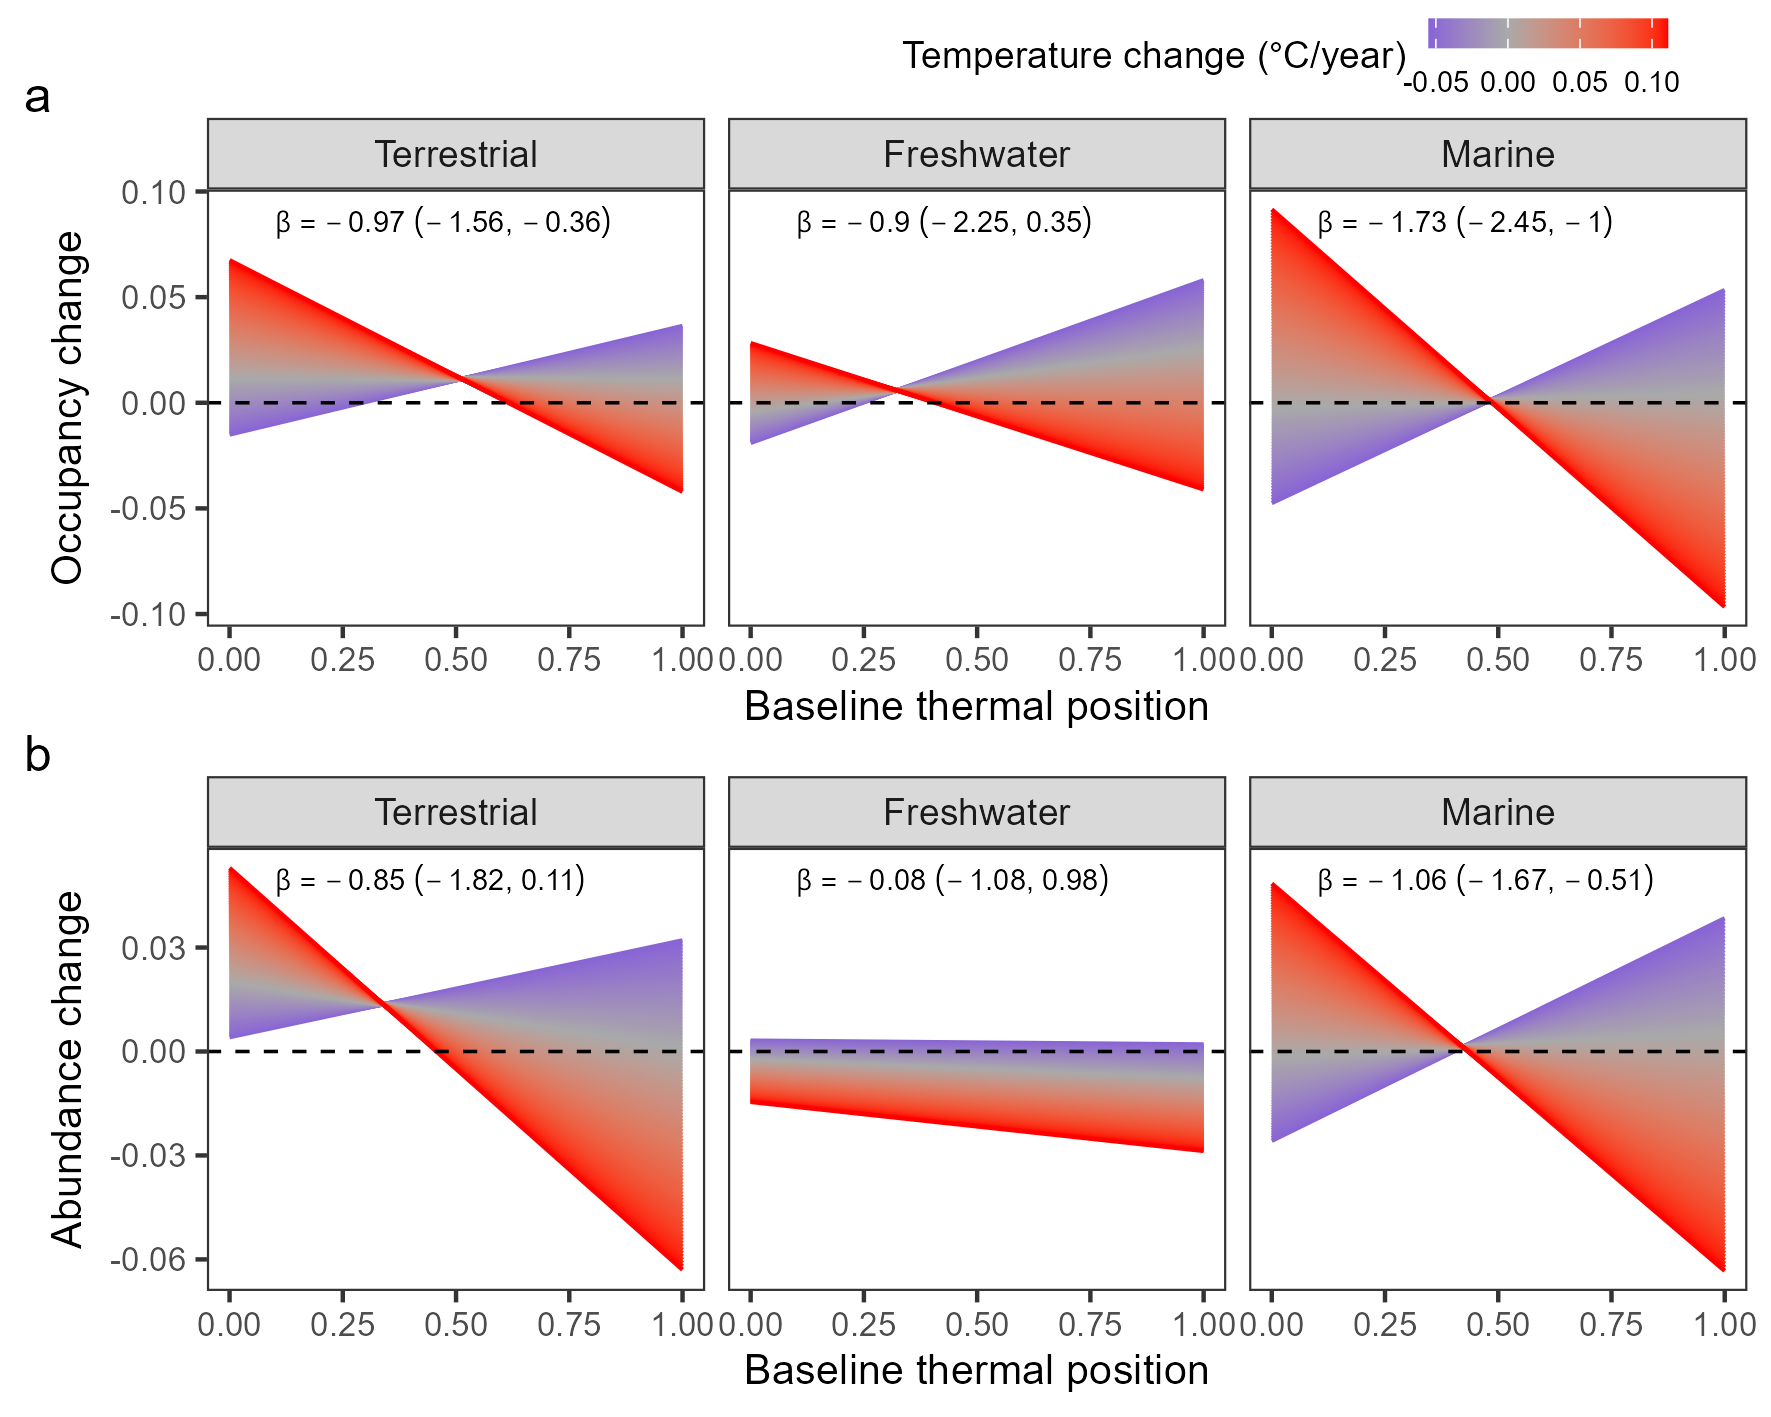 Temperature change (°C/year)
-0.05 0.00 0.05 0.10
a
Terrestrial Freshwater Marine
β = − 0.97 (− 1.56, − 0.36) β = − 0.9 (− 2.25, 0.35) β = − 1.73 (− 2.45, − 1)
Occupancy change
0.10
0.05
0.00
-0.05
-0.10
0.00 0.25 0.50 0.75 1.00 0.00 0.25 0.50 0.75 1.00 0.00 0.25 0.50 0.75 1.00
Baseline thermal position
b
Terrestrial Freshwater Marine
β = − 0.85 (− 1.82, 0.11) β = − 0.08 (− 1.08, 0.98) β = − 1.06 (− 1.67, − 0.51)
Abundance change
0.03
0.00
-0.03
-0.06
0.00 0.25 0.50 0.75 1.00 0.00 0.25 0.50 0.75 1.00 0.00 0.25 0.50 0.75 1.00
Baseline thermal position